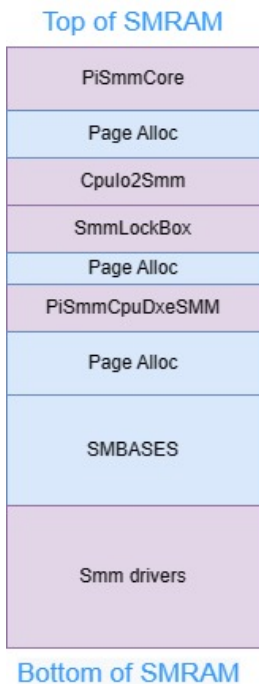 Top of SMRAM
PiSmmCore
Page Alloc
CpuIo2Smm
SmmLockBox
Page Alloc
PiSmmCpuDxeSMM
Page Alloc
SMBASES
Smm drivers
Bottom of SMRAM